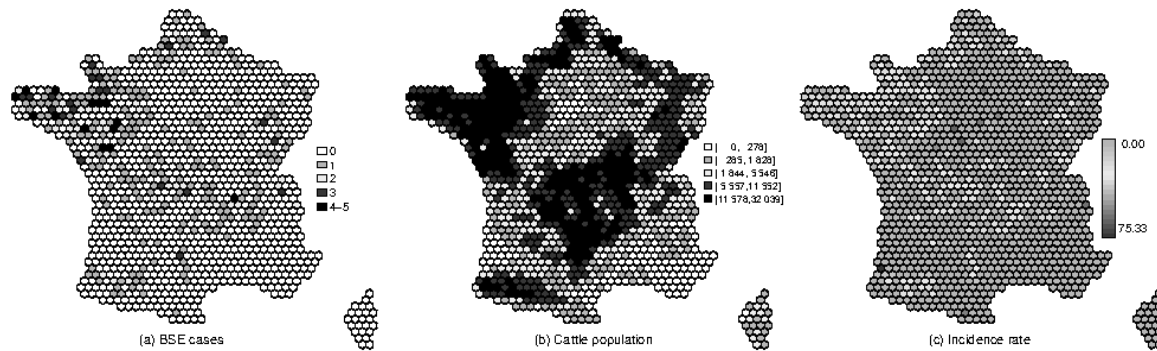 0
1
2
3
4–5
(a) BSE cases
[ 0, 278]
[ 285, 1 828]
[1 844, 5 546]
[5 557,11 552]
[11 578,32 039]
(b) Cattle population
0.00
75.33
(c) Incidence rate